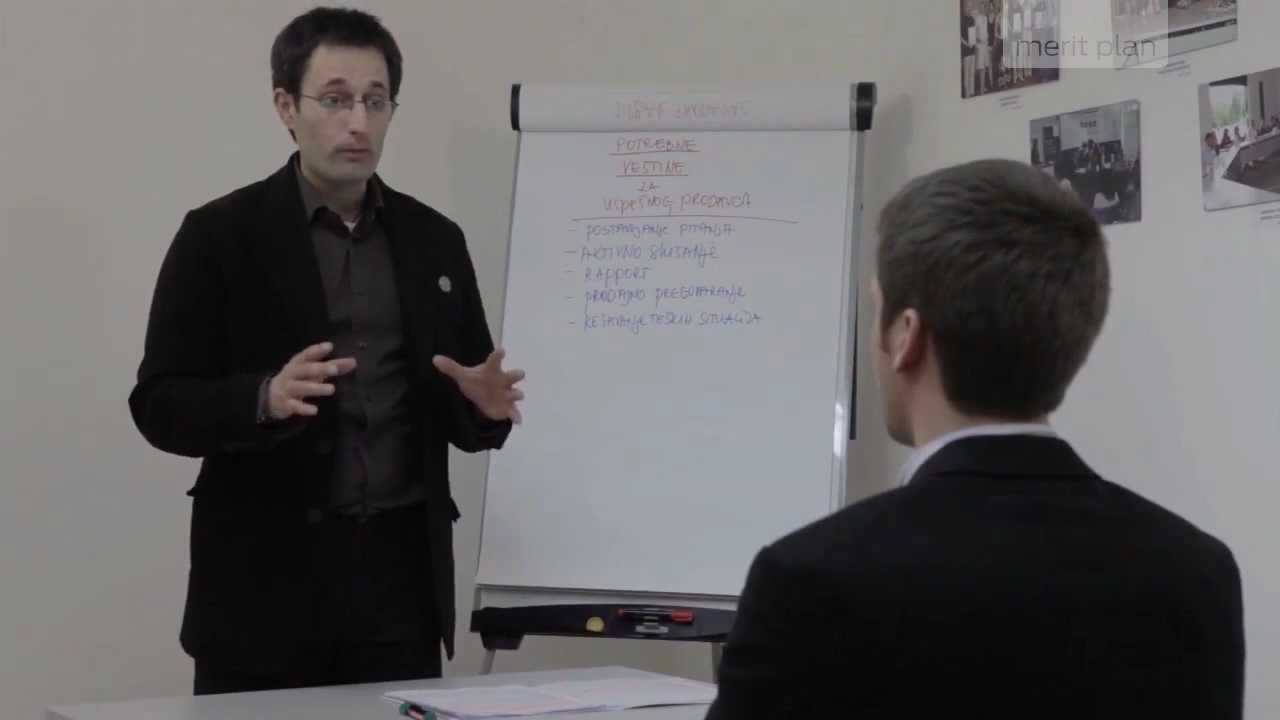 merit plan
POTREBNE
VEŠTINE
ZA
USPEŠNOG PRODAVCA
- POSTAVLJANJE PITANJA
- AKTIVNO SLUŠANJE
- RAPPORT
- PRODAJNO PREGOVARANJE
- REŠAVANJE TEŠKIH SITUACIJA